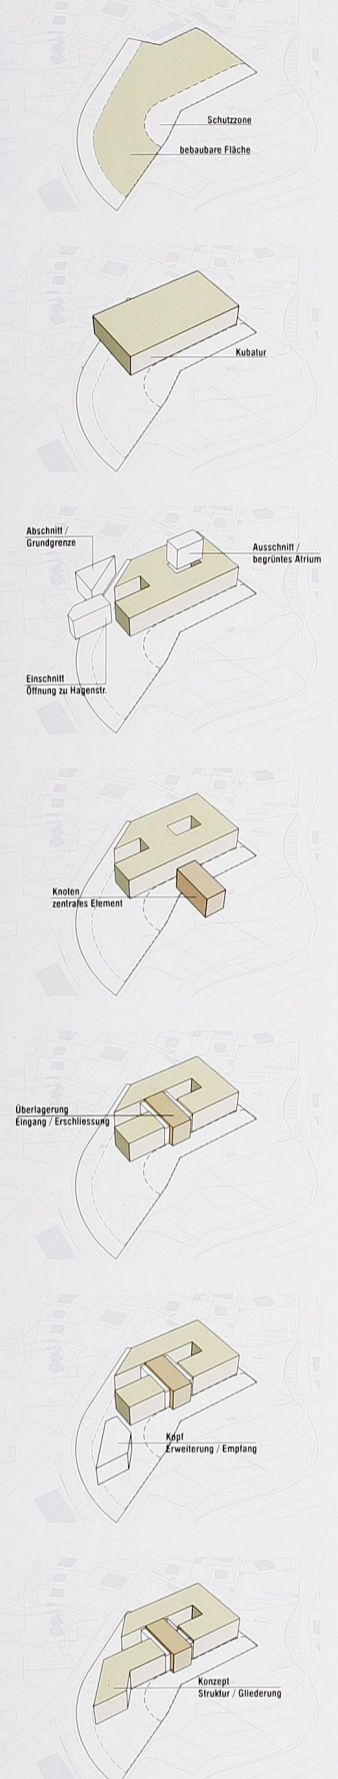 Schutzzone
bebaubare Fläche
Kubatur
Abschnitt /
Grundgrenze
Ausschnitt /
begrüntes Atrium
Einschnitt
Öffnung zu Hagenstr.
Knoten
zentrales Element
Überlagerung
Eingang / Erschliessung
Kopf
Erweiterung / Empfang
Konzept
Struktur / Gliederung